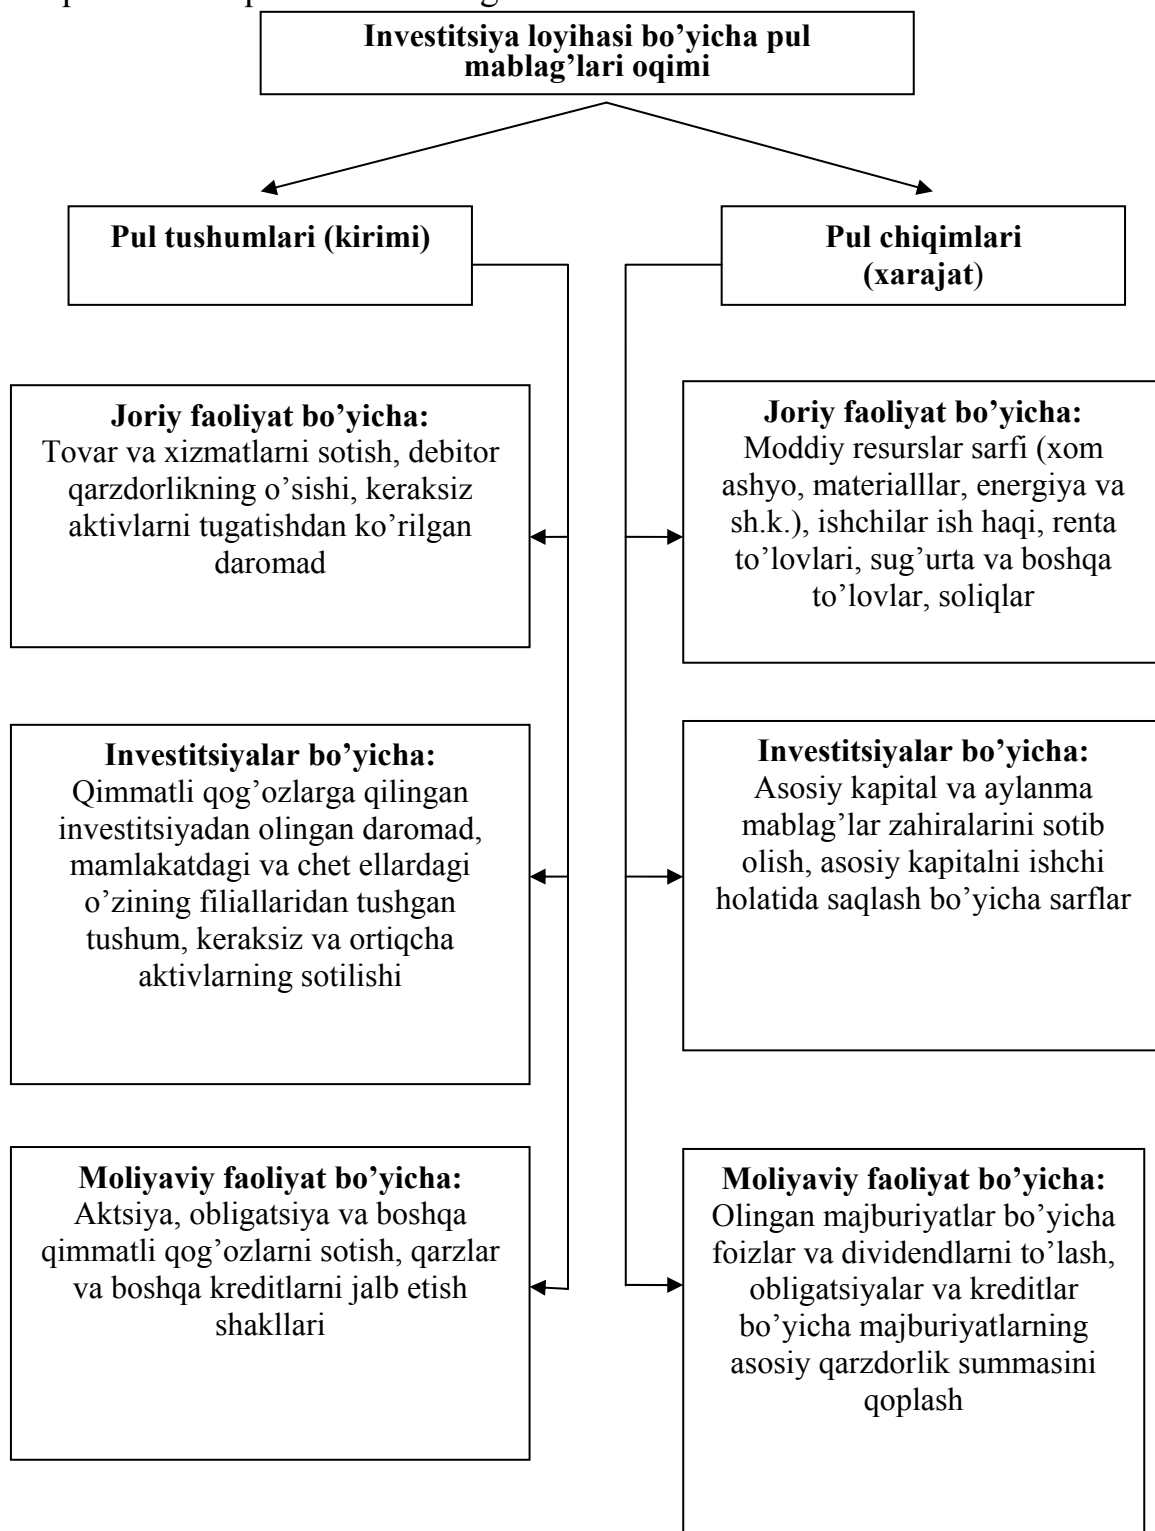 Investitsiya loyihasi bo’yicha pul
mablag’lari oqimi
Pul tushumlari (kirimi)
Pul chiqimlari
(xarajat)
Joriy faoliyat bo’yicha:
Tovar va xizmatlarni sotish, debitor
qarzdorlikning o’sishi, keraksiz
aktivlarni tugatishdan ko’rilgan
daromad
Joriy faoliyat bo’yicha:
Moddiy resurslar sarfi (xom
ashyo, materialllar, energiya va
sh.k.), ishchilar ish haqi, renta
to’lovlari, sug’urta va boshqa
to’lovlar, soliqlar
Investitsiyalar bo’yicha:
Qimmatli qog’ozlarga qilingan
investitsiyadan olingan daromad,
mamlakatdagi va chet ellardagi
o’zining filiallaridan tushgan
tushum, keraksiz va ortiqcha
aktivlarning sotilishi
Investitsiyalar bo’yicha:
Asosiy kapital va aylanma
mablag’lar zahiralarini sotib
olish, asosiy kapitalni ishchi
holatida saqlash bo’yicha sarflar
Moliyaviy faoliyat bo’yicha:
Aktsiya, obligatsiya va boshqa
qimmatli qog’ozlarni sotish, qarzlar
va boshqa kreditlarni jalb etish
shakllari
Moliyaviy faoliyat bo’yicha:
Olingan majburiyatlar bo’yicha
foizlar va dividendlarni to’lash,
obligatsiyalar va kreditlar
bo’yicha majburiyatlarning
asosiy qarzdorlik summasini
qoplash